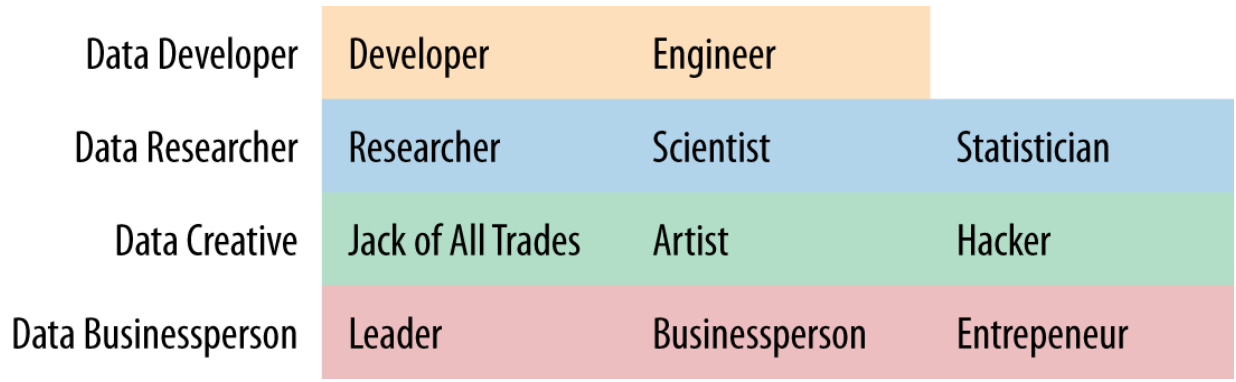 Data Developer Developer Engineer
Data Researcher Researcher Scientist Statistician
Data Creative Jack of All Trades Artist Hacker
Data Businessperson Leader Businessperson Entrepeneur